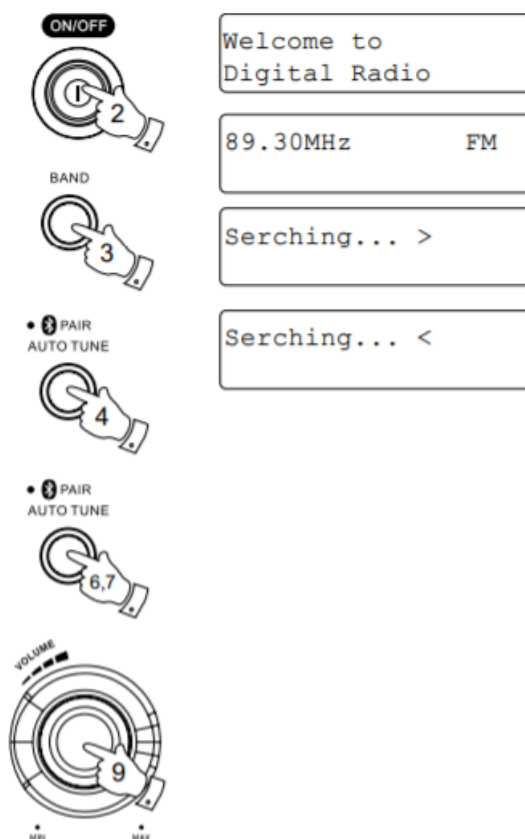 ON/OFF
2
Welcome to
Digital Radio
89.30MHz FM
BAND
3
Serching... >
Serching... <
• PAIR
AUTO TUNE
4
• PAIR
AUTO TUNE
6,7
VOLUME
9
MIN MAX